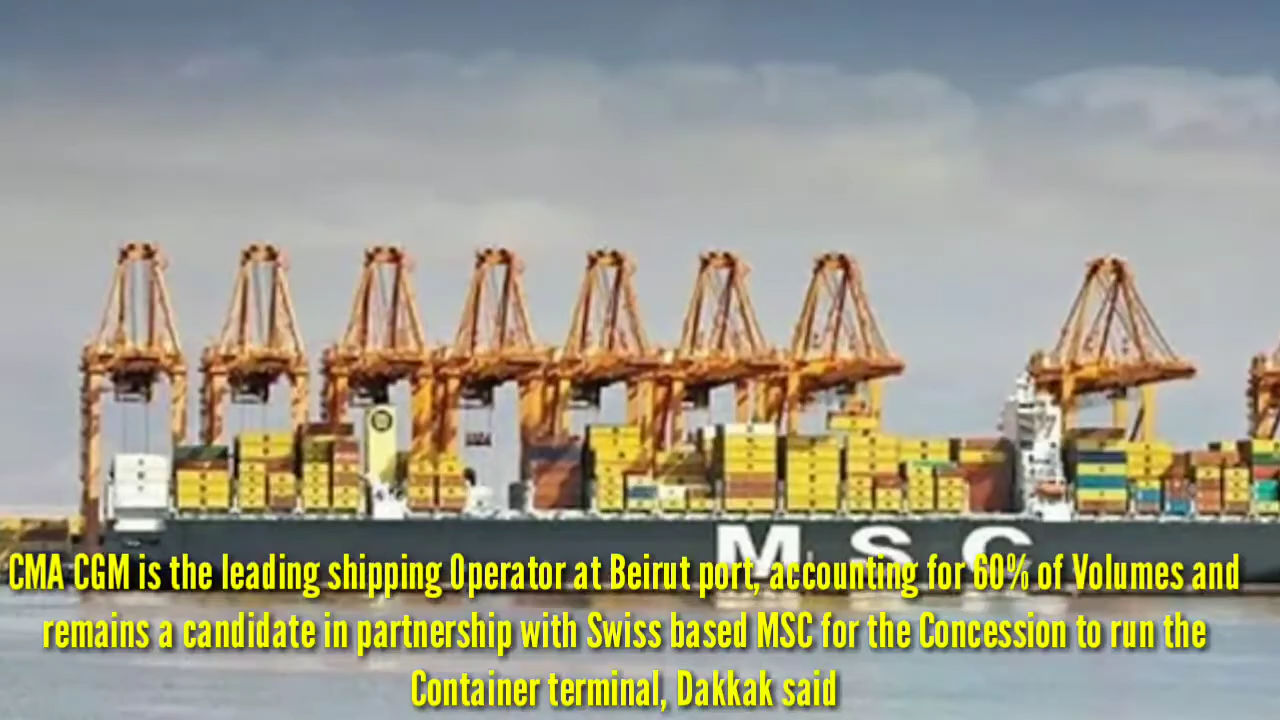 M S C
CMA CGM is the leading shipping Operator at Beirut port, accounting for 60% of Volumes and
remains a candidate in partnership with Swiss based MSC for the Concession to run the
Container terminal, Dakkak said